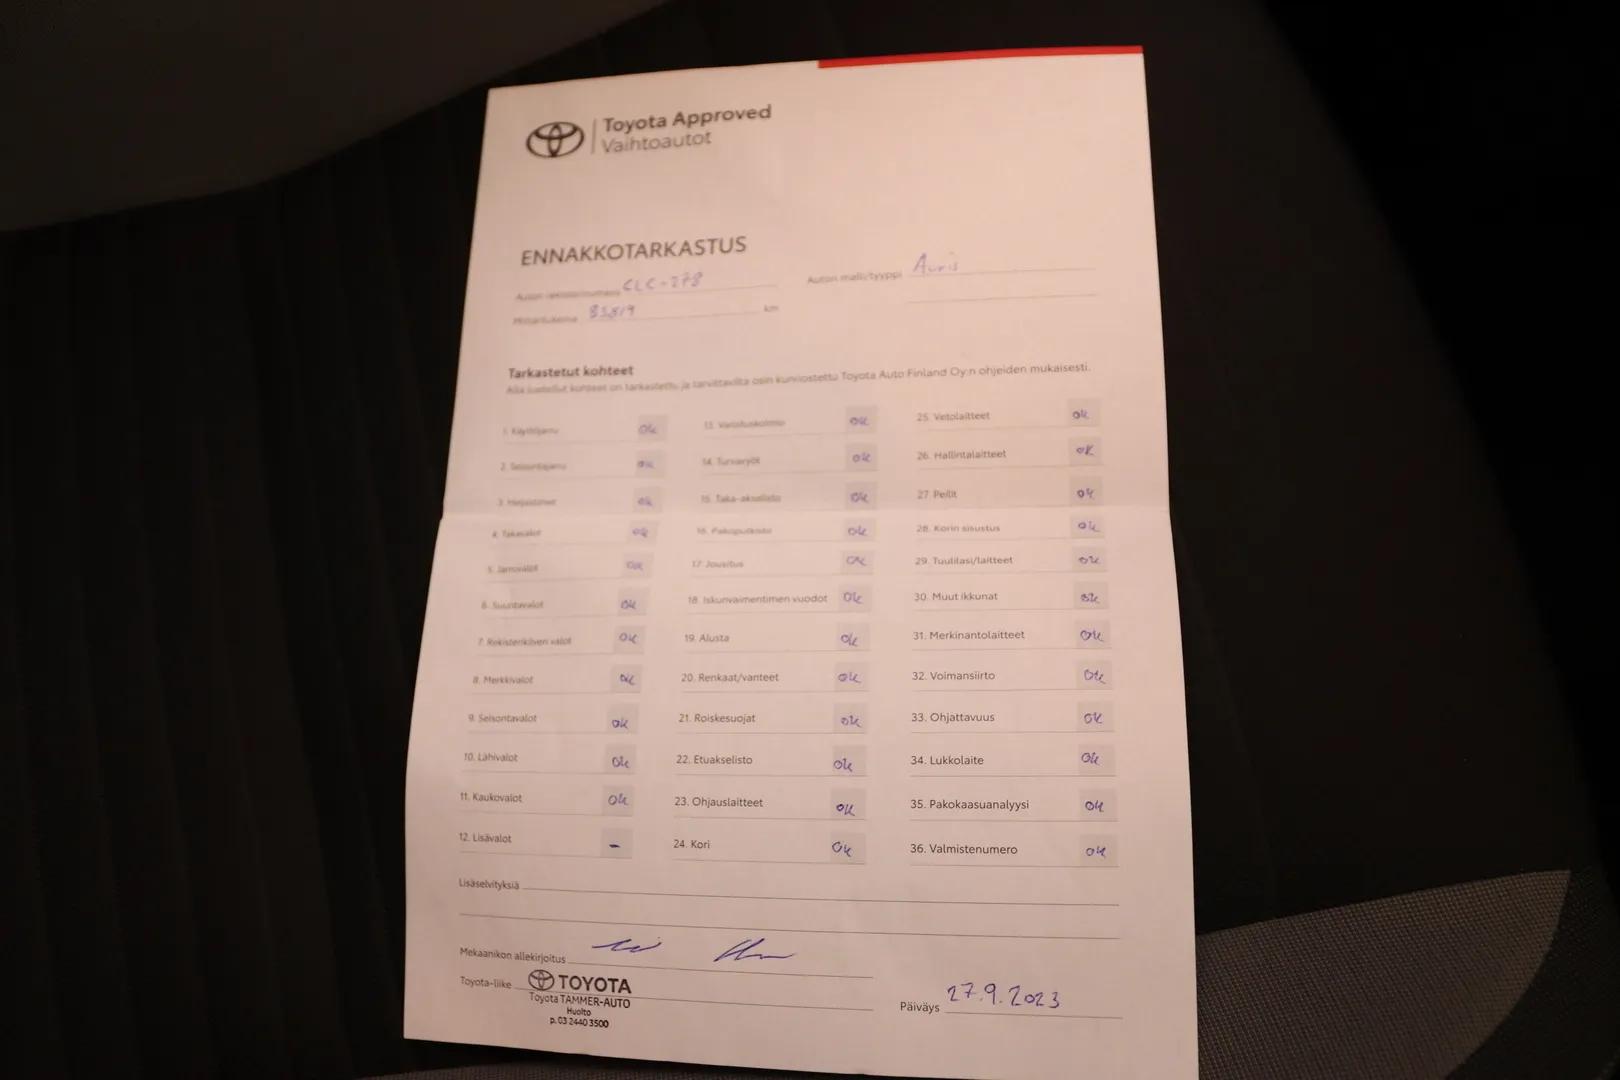 Toyota Approved
Vaihtoautot
ENNAKKOTARKASTUS
Auton rekisteritunnus CLC-278
Auton malli/tyyppi Auris
Mittarilukema 83819 km
Tarkastetut kohteet
Alla luetellut kohteet on tarkastettu ja tarvittavilta osin kunnostettu Toyota Auto Finland Oy:n ohjeiden mukaisesti.
1. Käyttöjarru ok
2. Seisontajarru ok
3. Heijastimet ok
4. Takavalot ok
5. Jarruvalot ok
6. Suuntavalot ok
7. Rekisterikilven valot ok
8. Merkkivalot ok
9. Seisontavalot ok
10. Lähivalot ok
11. Kaukovalot ok
12. Lisävalot -
13. Varoituskolmio ok
14. Turvavyöt ok
15. Taka-akselisto ok
16. Pakoputkisto ok
17. Jousitus ok
18. Iskunvaimentimen vuodot ok
19. Alusta ok
20. Renkaat/vanteet ok
21. Roiskesuojat ok
22. Etuakselisto ok
23. Ohjauslaitteet ok
24. Kori ok
25. Vetolaitteet ok
26. Hallintalaitteet ok
27. Peilit ok
28. Korin sisustus ok
29. Tuulilasi/laitteet ok
30. Muut ikkunat ok
31. Merkinantolaitteet ok
32. Voimansiirto ok
33. Ohjattavuus ok
34. Lukkolaite ok
35. Pakokaasuanalyysi ok
36. Valmistenumero ok
Lisäselvityksiä
Mekaanikon allekirjoitus
Toyota-liike TOYOTA
Toyota TAMMER-AUTO
Huolto
p. 03 2440 3500
Päiväys 27.9.2023